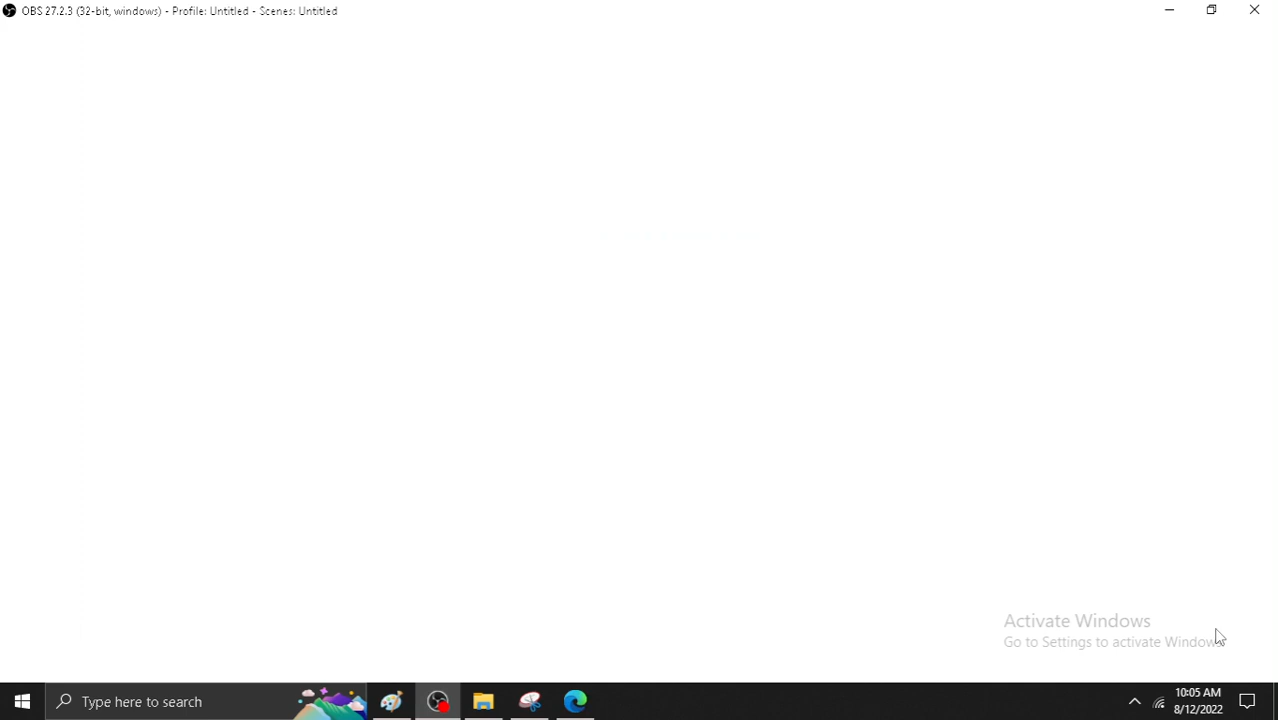 OBS 27.2.3 (32-bit, windows) - Profile: Untitled - Scenes: Untitled
Activate Windows
Go to Settings to activate Windows
Type here to search
10:05 AM
8/12/2022